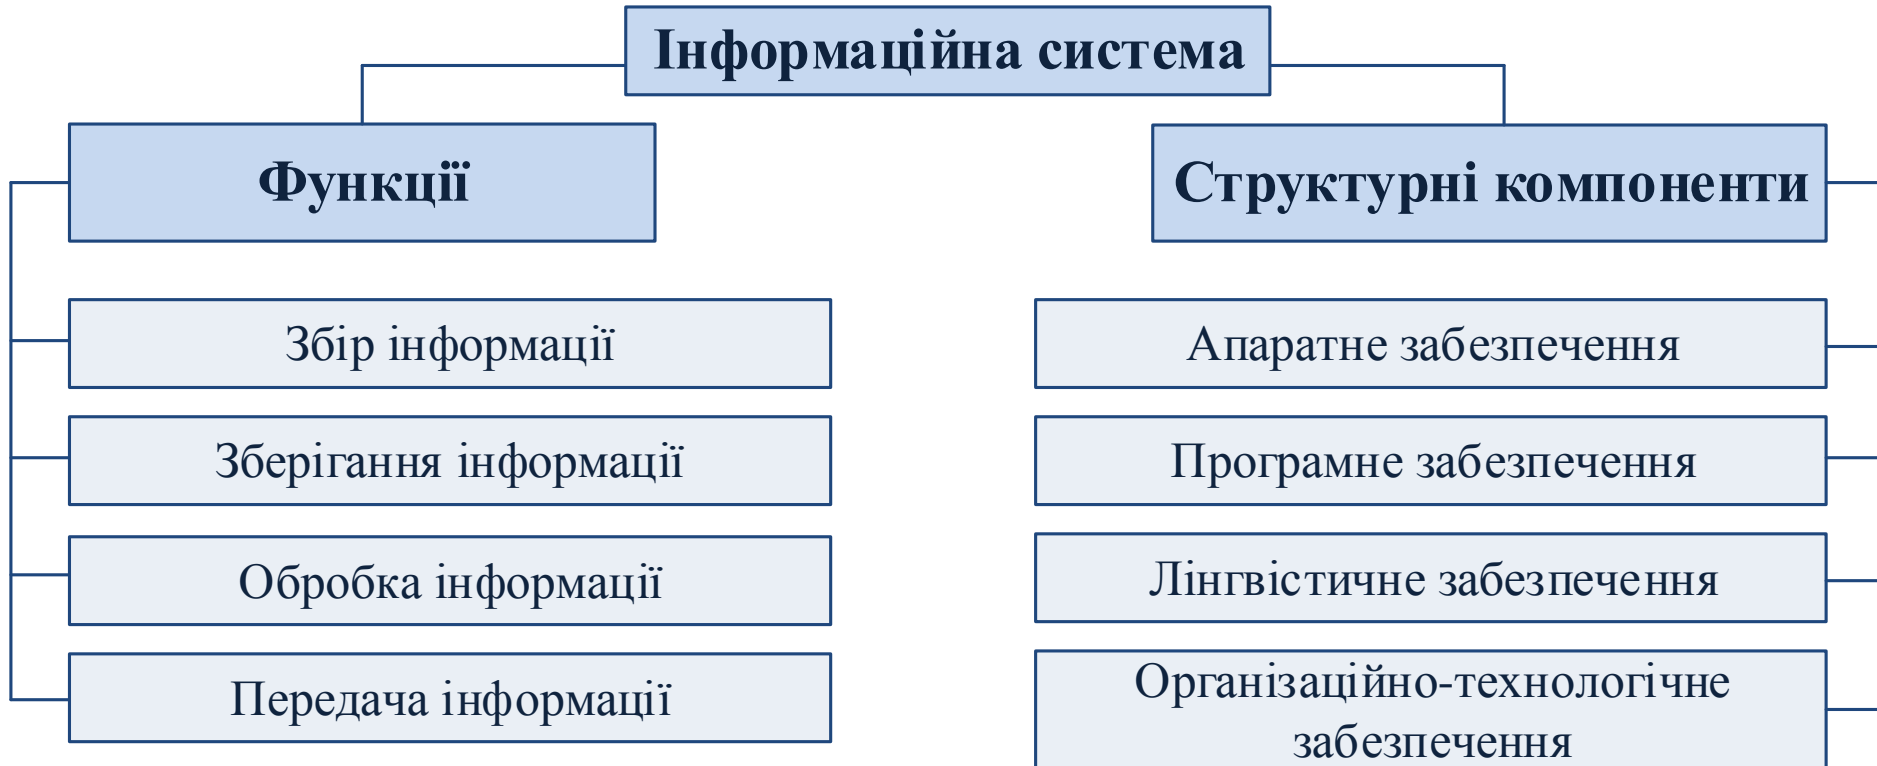 Інформаційна система
Функції
Структурні компоненти
Збір інформації
Зберігання інформації
Обробка інформації
Передача інформації
Апаратне забезпечення
Програмне забезпечення
Лінгвістичне забезпечення
Організаційно-технологічне
забезпечення